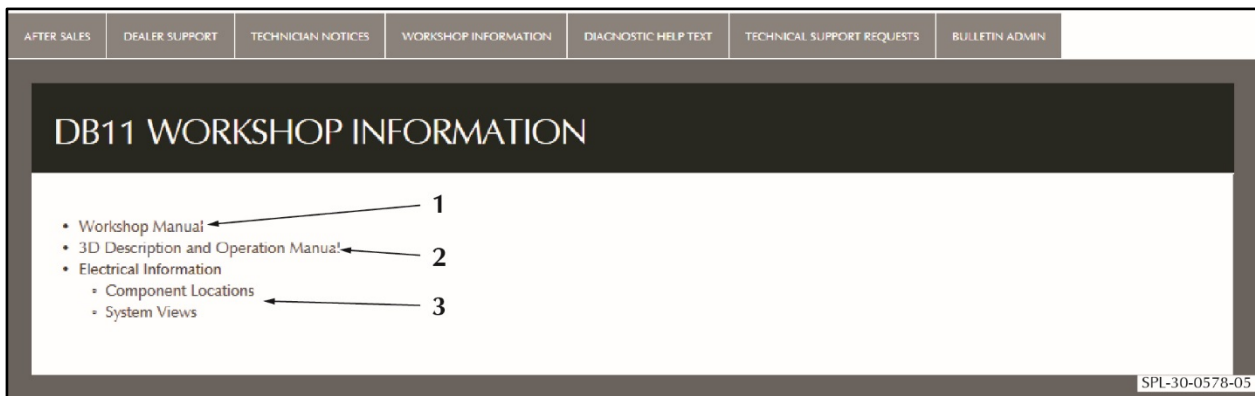 AFTER SALES DEALER SUPPORT TECHNICIAN NOTICES WORKSHOP INFORMATION DIAGNOSTIC HELP TEXT TECHNICAL SUPPORT REQUESTS BULLETIN ADMIN
DB11 WORKSHOP INFORMATION
1
• Workshop Manual
• 3D Description and Operation Manual
2
• Electrical Information
◦ Component Locations
3
◦ System Views
SPL-30-0578-05